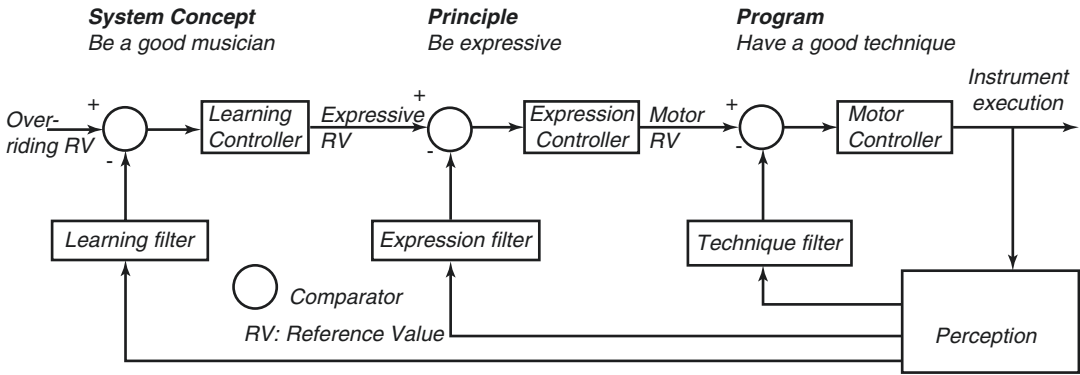 System Concept
Be a good musician
Principle
Be expressive
Program
Have a good technique
Instrument
execution
Over-
riding RV
+
-
Learning
Controller
Expressive
RV
+
-
Expression
Controller
Motor
RV
+
-
Motor
Controller
Learning filter
Expression filter
Technique filter
Comparator
RV: Reference Value
Perception